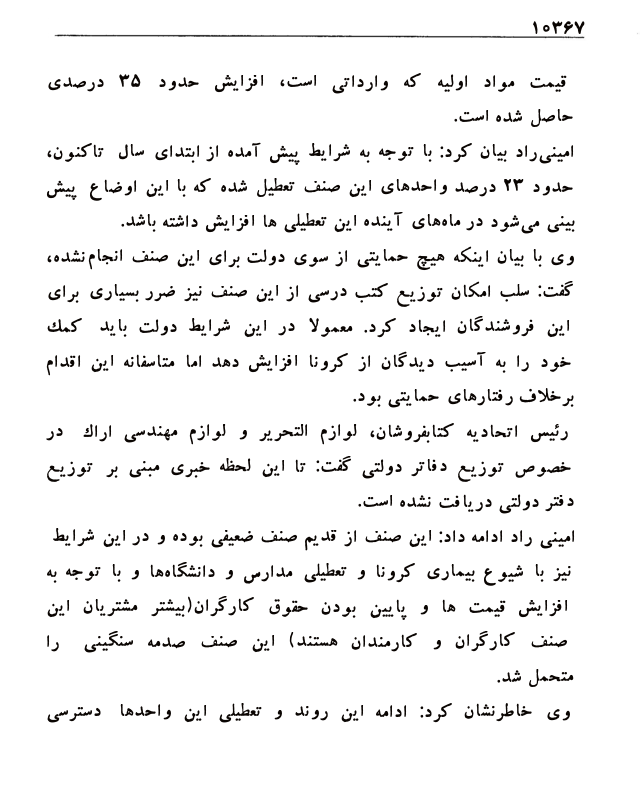 ۱۰۳۶۷
قیمت مواد اولیه که وارداتی است، افزایش حدود ۳۵ درصدی
حاصل شده است.
امینی‌راد بیان کرد: با توجه به شرایط پیش آمده از ابتدای سال تاکنون،
حدود ۲۳ درصد واحدهای این صنف تعطیل شده که با این اوضاع پیش
بینی می‌شود در ماه‌های آینده این تعطیلی ها افزایش داشته باشد.
وی با بیان اینکه هیچ حمایتی از سوی دولت برای این صنف انجام‌نشده،
گفت: سلب امکان توزیع کتب درسی از این صنف نیز ضرر بسیاری برای
این فروشندگان ایجاد کرد. معمولا در این شرایط دولت باید کمك
خود را به آسیب دیدگان از کرونا افزایش دهد اما متاسفانه این اقدام
برخلاف رفتارهای حمایتی بود.
رئیس اتحادیه کتابفروشان، لوازم التحریر و لوازم مهندسی اراك در
خصوص توزیع دفاتر دولتی گفت: تا این لحظه خبری مبنی بر توزیع
دفتر دولتی دریافت نشده است.
امینی راد ادامه داد: این صنف از قدیم صنف ضعیفی بوده و در این شرایط
نیز با شیوع بیماری کرونا و تعطیلی مدارس و دانشگاه‌ها و با توجه به
افزایش قیمت ها و پایین بودن حقوق کارگران(بیشتر مشتریان این
صنف کارگران و کارمندان هستند) این صنف صدمه سنگینی را
متحمل شد.
وی خاطرنشان کرد: ادامه این روند و تعطیلی این واحدها دسترسی